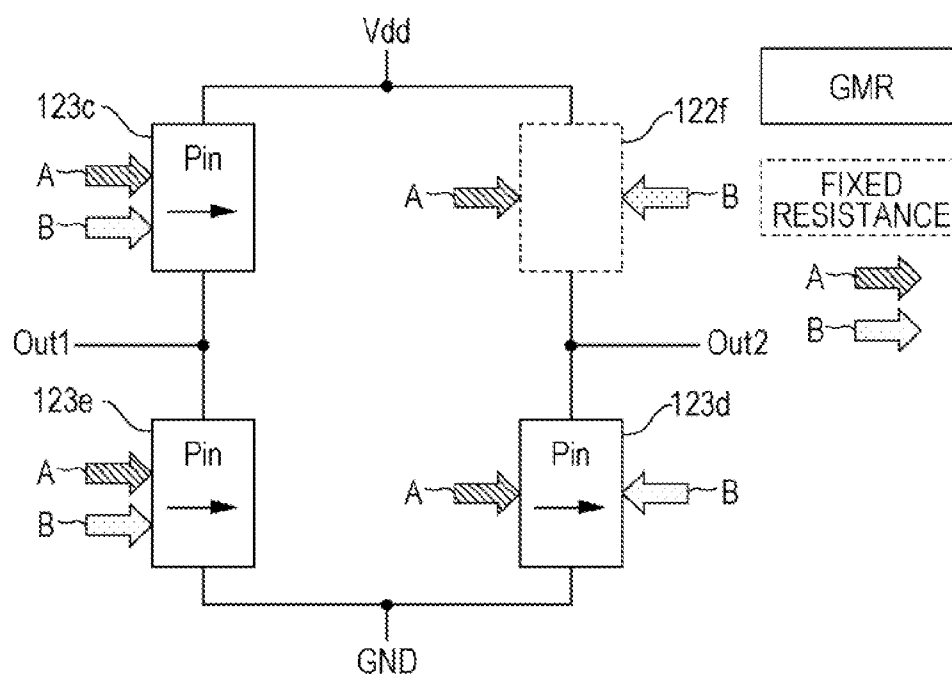 Vdd
123c
Pin
A
B
122f
A
B
GMR
FIXED
RESISTANCE
A
B
Out1
Out2
123e
Pin
A
B
123d
Pin
A
B
GND